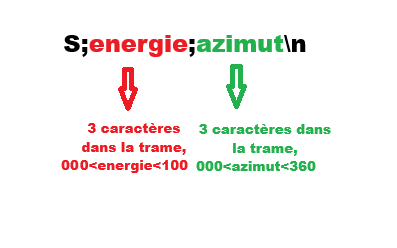 S;energie;azimut\n
3 caractères
dans la trame,
000<energie<100
3 caractères dans
la trame,
000<azimut<360